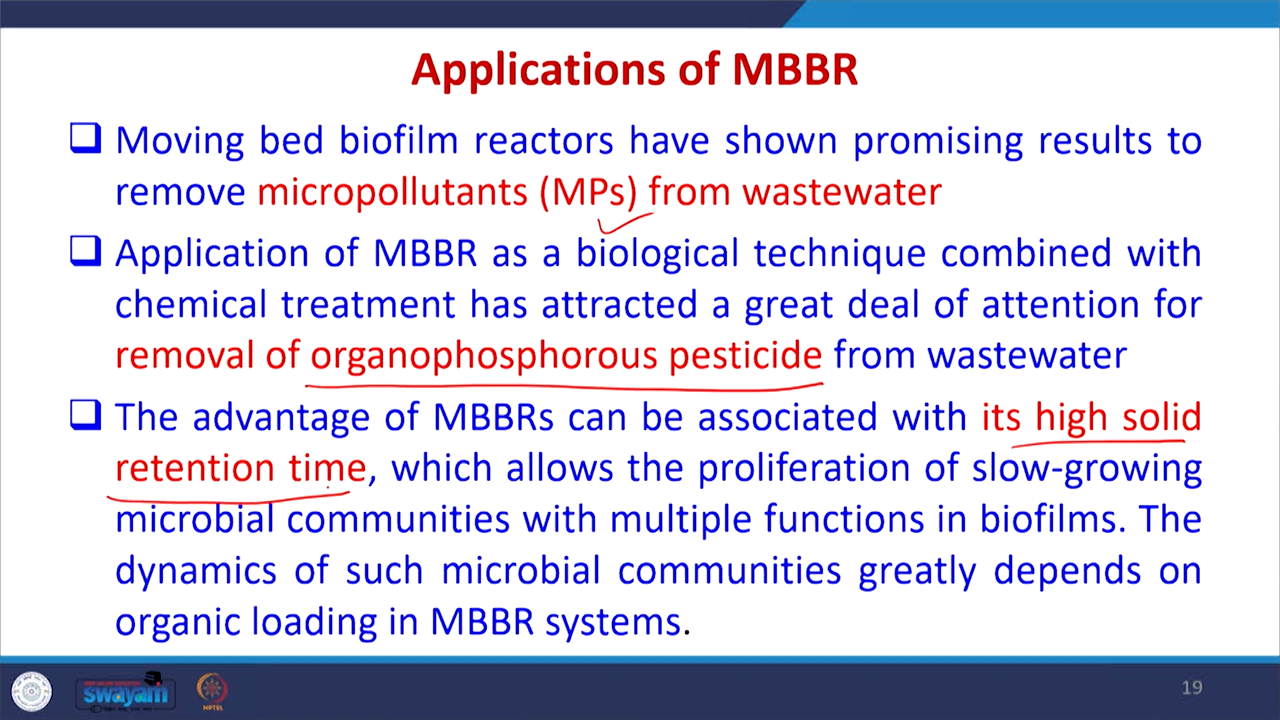 Applications of MBBR
Moving bed biofilm reactors have shown promising results to
remove micropollutants (MPs) from wastewater
Application of MBBR as a biological technique combined with
chemical treatment has attracted a great deal of attention for
removal of organophosphorous pesticide from wastewater
The advantage of MBBRs can be associated with its high solid
retention time, which allows the proliferation of slow-growing
microbial communities with multiple functions in biofilms. The
dynamics of such microbial communities greatly depends on
organic loading in MBBR systems.
swayam
NPTEL
19